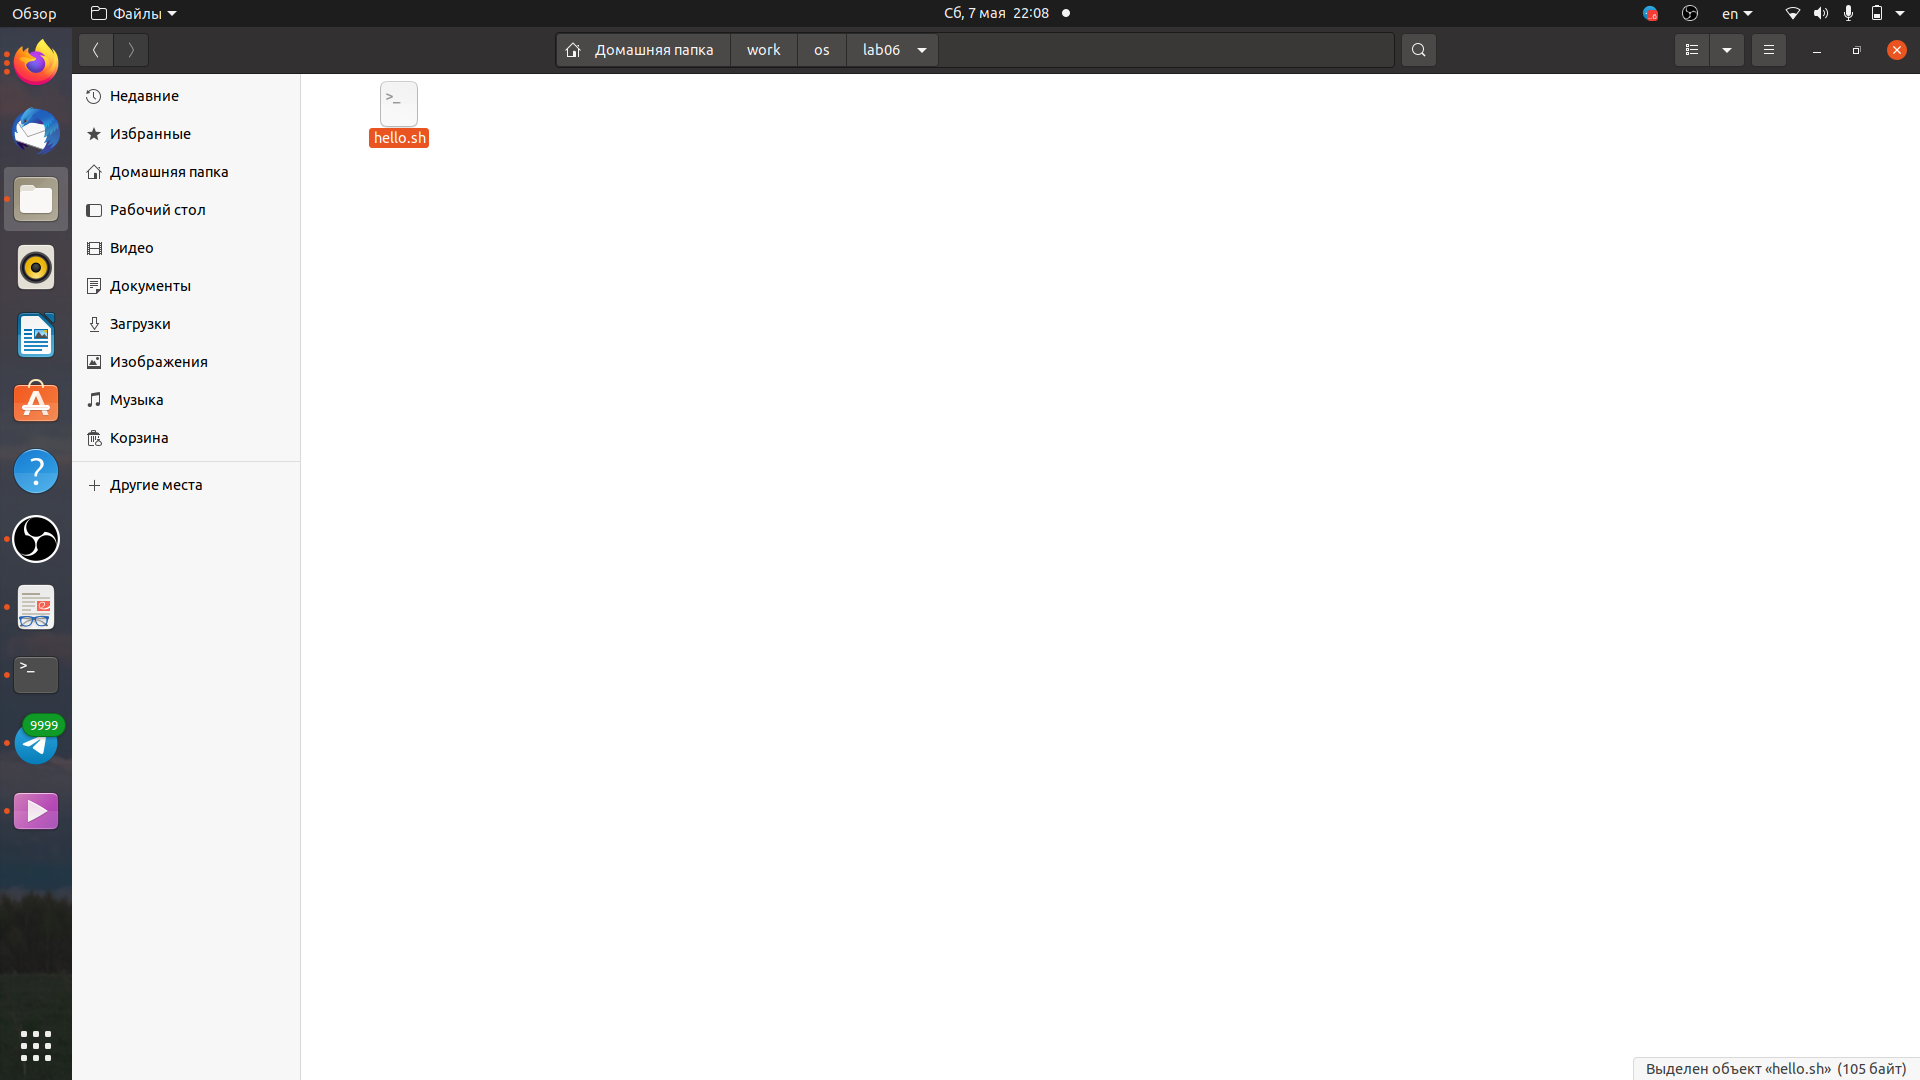 Обзор
Файлы
Сб, 7 мая 22:08
en
Домашняя папка
work
os
lab06
Недавние
Избранные
Домашняя папка
Рабочий стол
Видео
Документы
Загрузки
Изображения
Музыка
Корзина
Другие места
>_
hello.sh
?
>_
9999
Выделен объект «hello.sh» (105 байт)